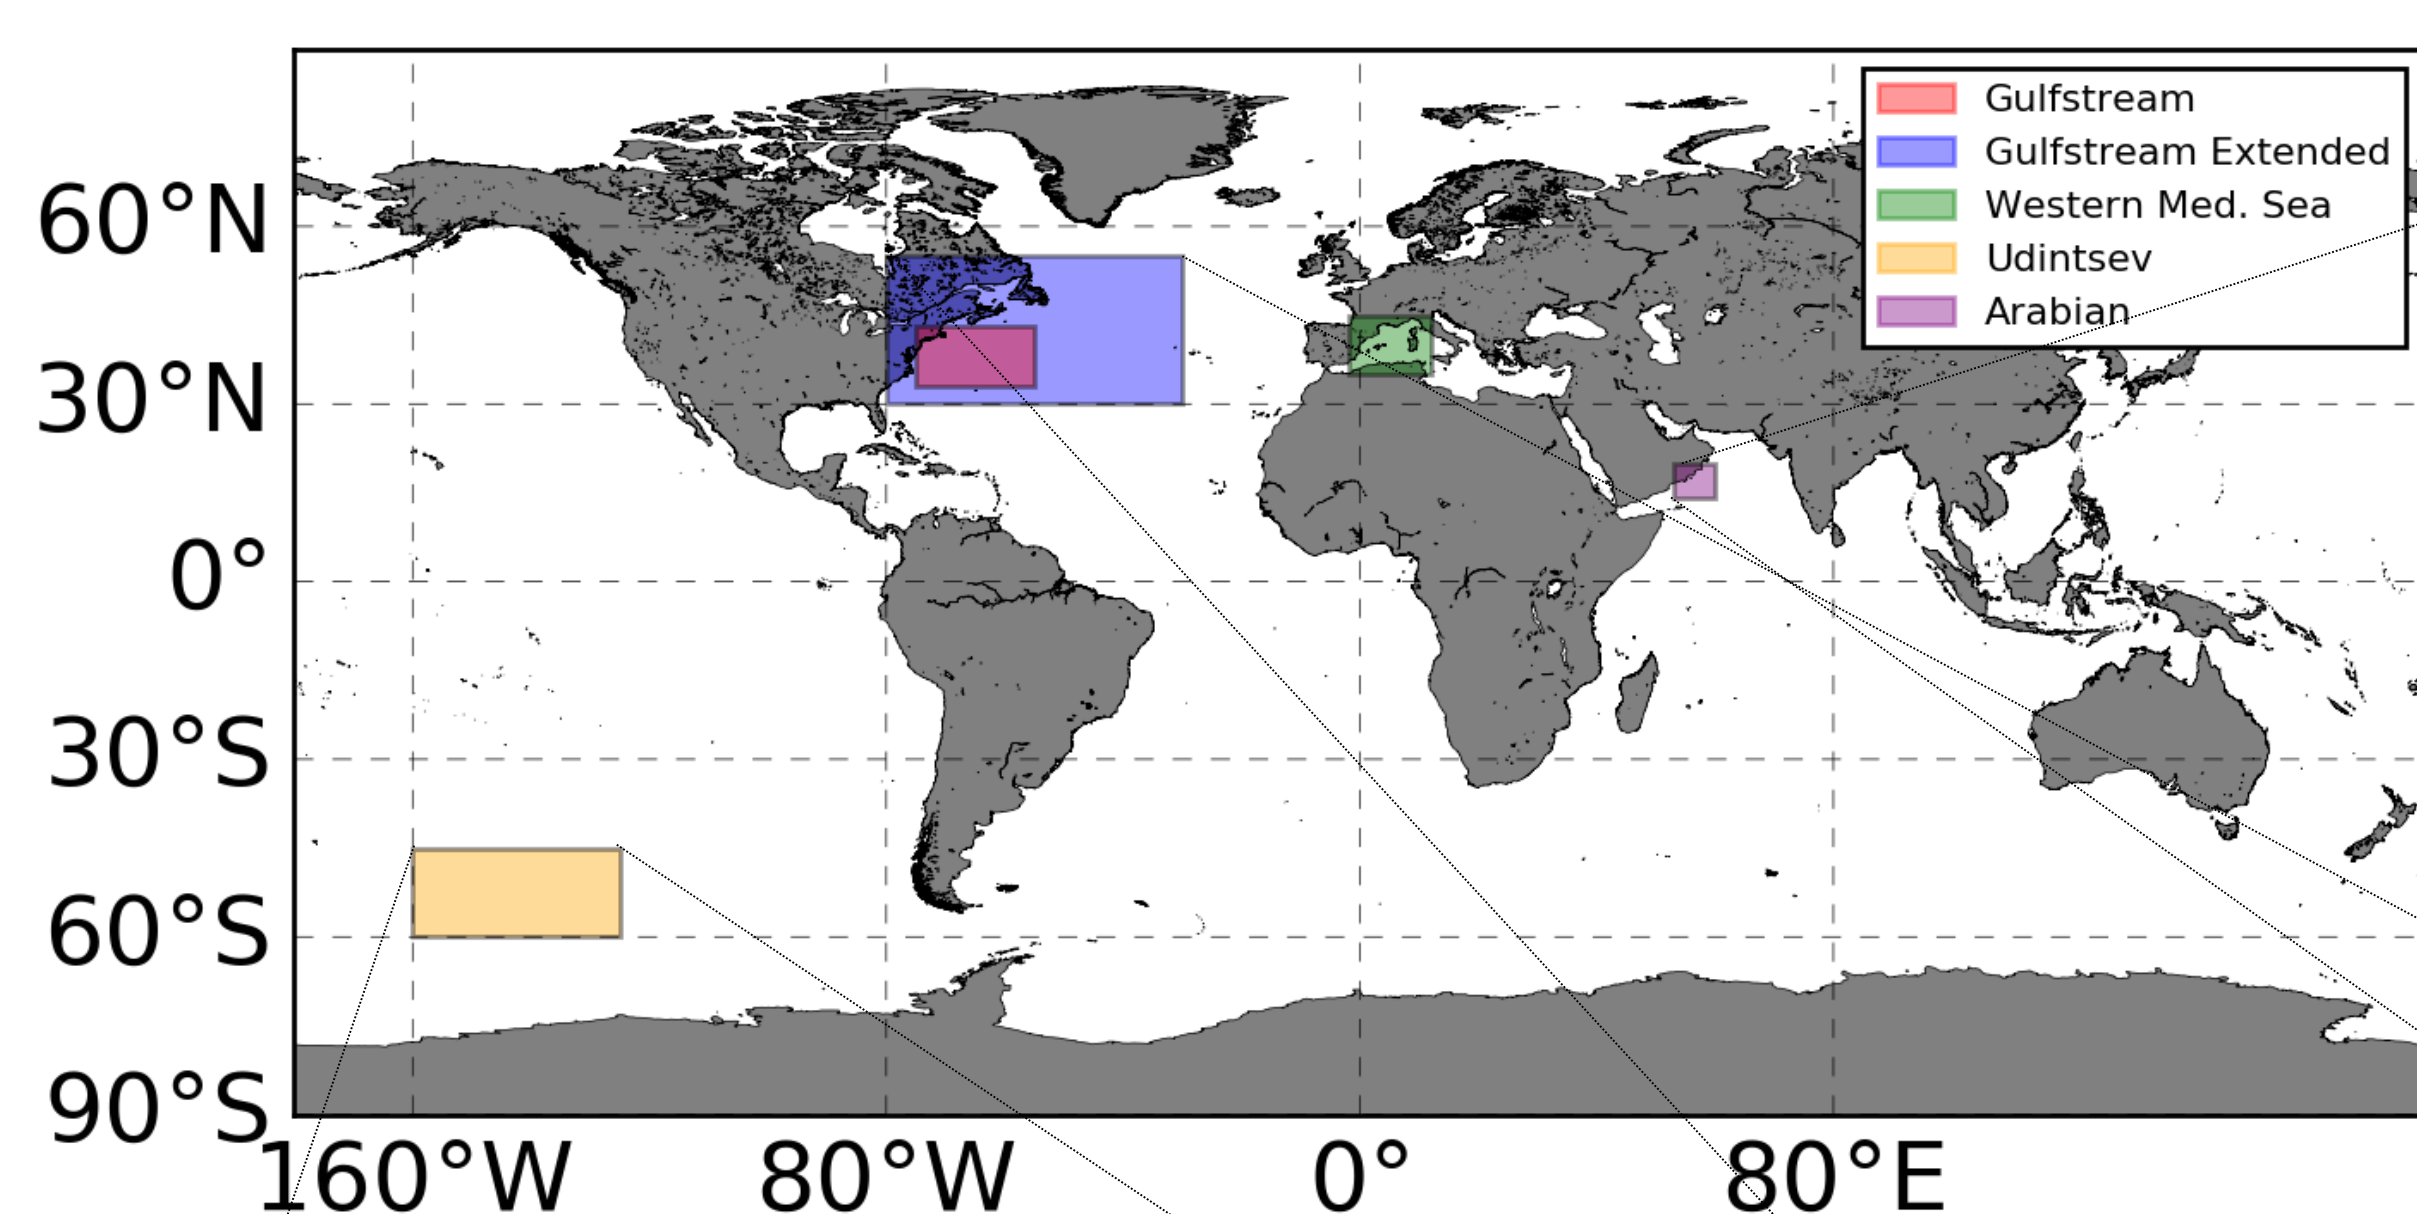 Gulfstream
Gulfstream Extended
Western Med. Sea
Udintsev
Arabian
60°N
30°N
0°
30°S
60°S
90°S
160°W 80°W 0° 80°E